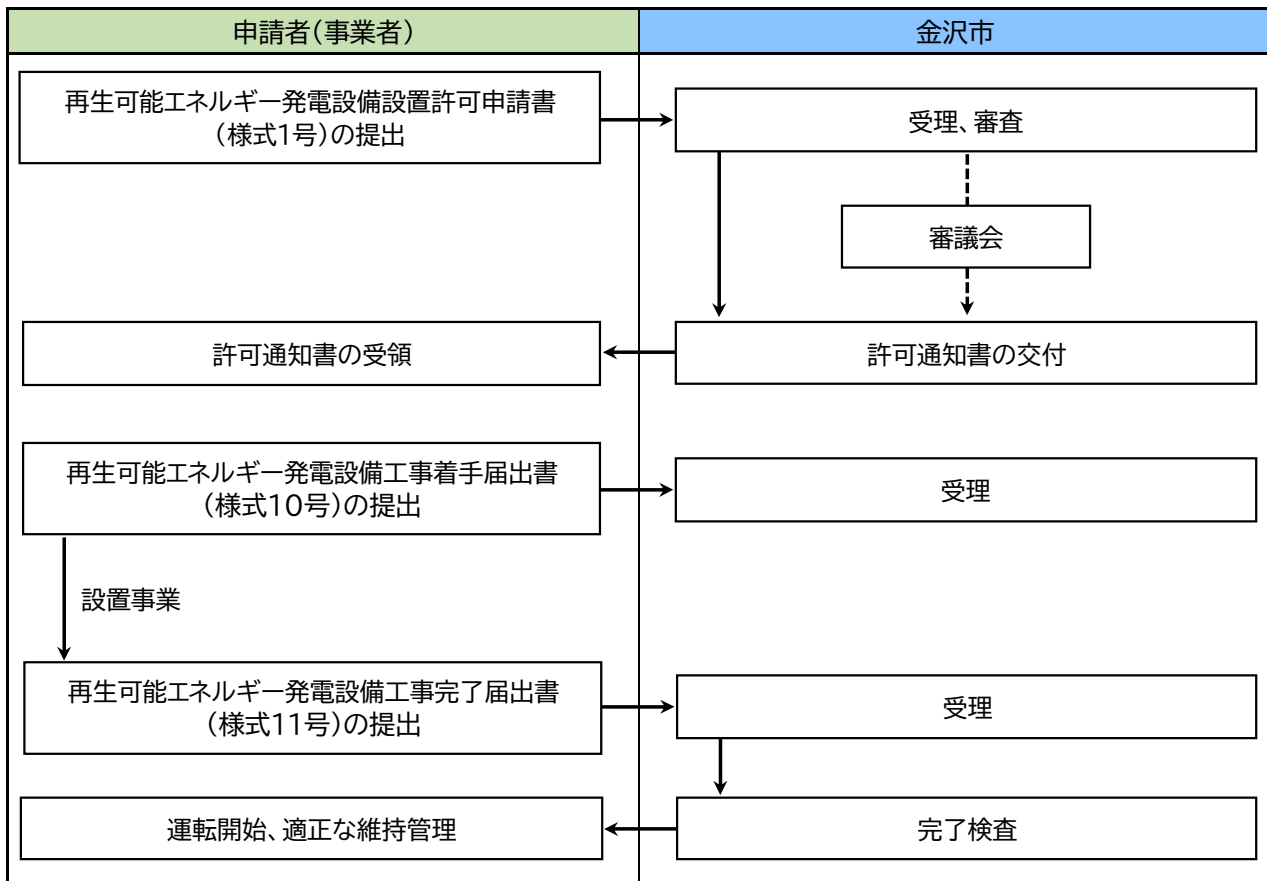 申請者(事業者)
金沢市
再生可能エネルギー発電設備設置許可申請書
(様式1号)の提出
受理、審査
審議会
許可通知書の受領
許可通知書の交付
再生可能エネルギー発電設備工事着手届出書
(様式10号)の提出
受理
設置事業
再生可能エネルギー発電設備工事完了届出書
(様式11号)の提出
受理
運転開始、適正な維持管理
完了検査